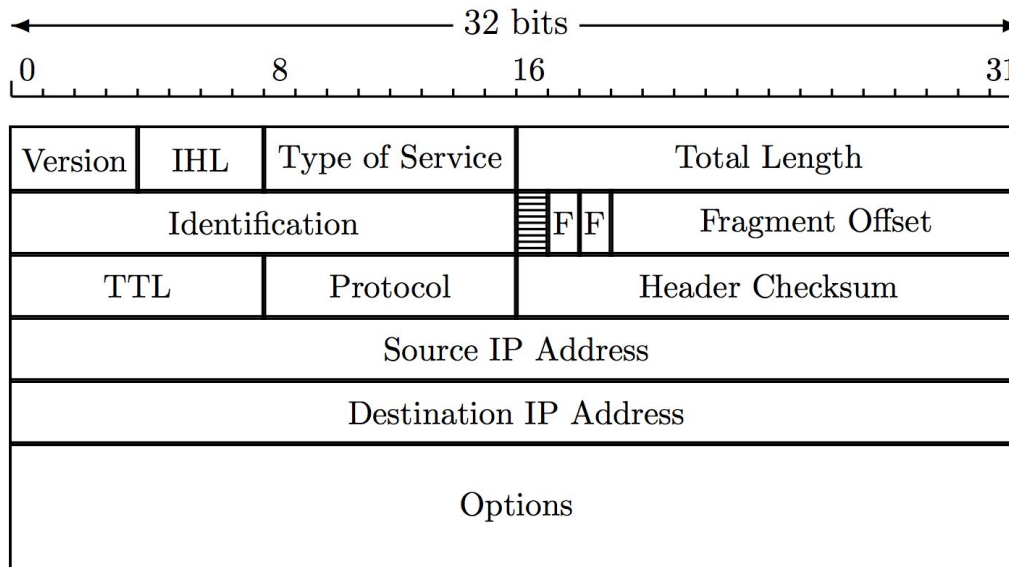 32 bits
0 8 16 31
Version IHL Type of Service Total Length
Identification F F Fragment Offset
TTL Protocol Header Checksum
Source IP Address
Destination IP Address
Options